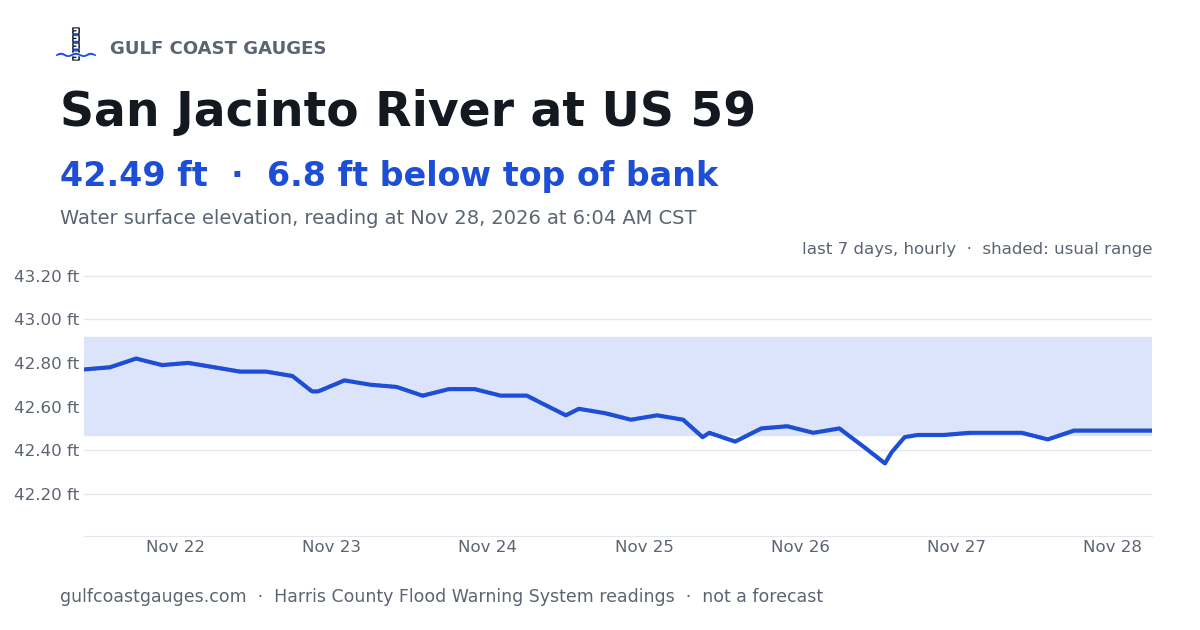 GULF COAST GAUGES
San Jacinto River at US 59
42.49 ft · 6.8 ft below top of bank
Water surface elevation, reading at Nov 28, 2026 at 6:04 AM CST
last 7 days, hourly · shaded: usual range
43.20 ft
43.00 ft
42.80 ft
42.60 ft
42.40 ft
42.20 ft
Nov 22 Nov 23 Nov 24 Nov 25 Nov 26 Nov 27 Nov 28
gulfcoastgauges.com · Harris County Flood Warning System readings · not a forecast